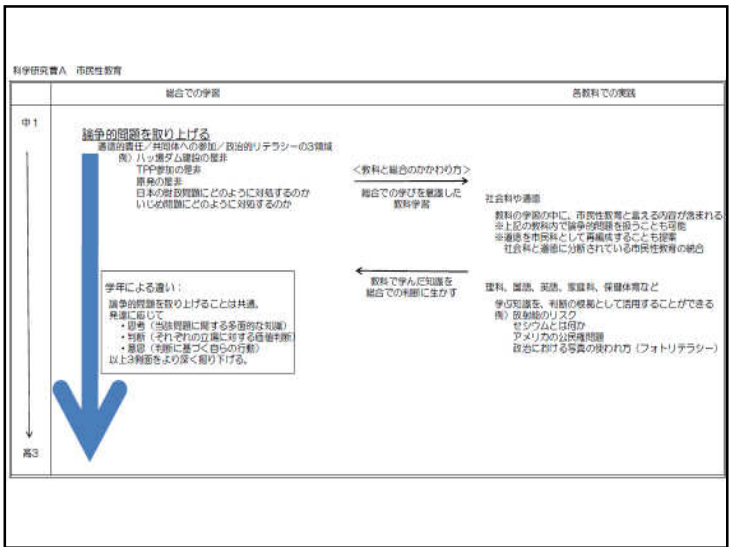 科学研究費A　市民性教育
総合での学習
各教科での実践
中1
論争的問題を取り上げる
道徳的責任／共同体への参加／政治的リテラシーの3領域
例）八ッ場ダム建設の是非
TPP参加の是非
原発の是非
日本の財政問題にどのように対処するのか
いじめ問題にどのように対処するのか
＜教科と総合のかかわり方＞
総合での学びを意識した
教科学習
社会科や道徳
教科の学習の中に、市民性教育と言える内容が含まれる
※上記の教科内で論争的問題を扱うことも可能
※道徳を市民科として再編成することも提案
社会科と道徳に分断されている市民性教育の統合
教科で学んだ知識を
総合での判断に生かす
学年による違い：
論争的問題を取り上げることは共通。
発達に応じて
・思考（当該問題に関する多面的な知識）
・判断（それぞれの立場に対する価値判断）
・意思（判断に基づく自らの行動）
以上3側面をより深く掘り下げる。
理科、国語、英語、家庭科、保健体育など
学ぶ知識を、判断の根拠として活用することができる
例）放射能のリスク
セシウムとは何か
アメリカの公民権問題
政治における写真の使われ方（フォトリテラシー）
高3